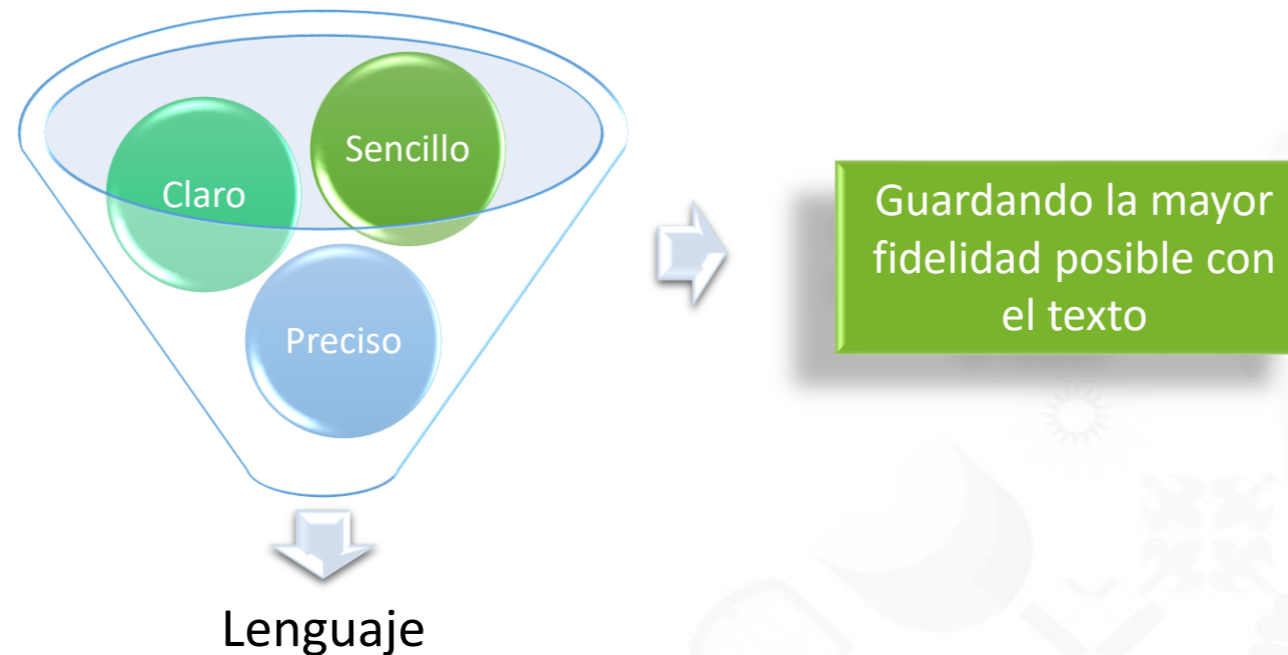 Sencillo
Claro
Preciso
Guardando la mayor
fidelidad posible con
el texto
Lenguaje